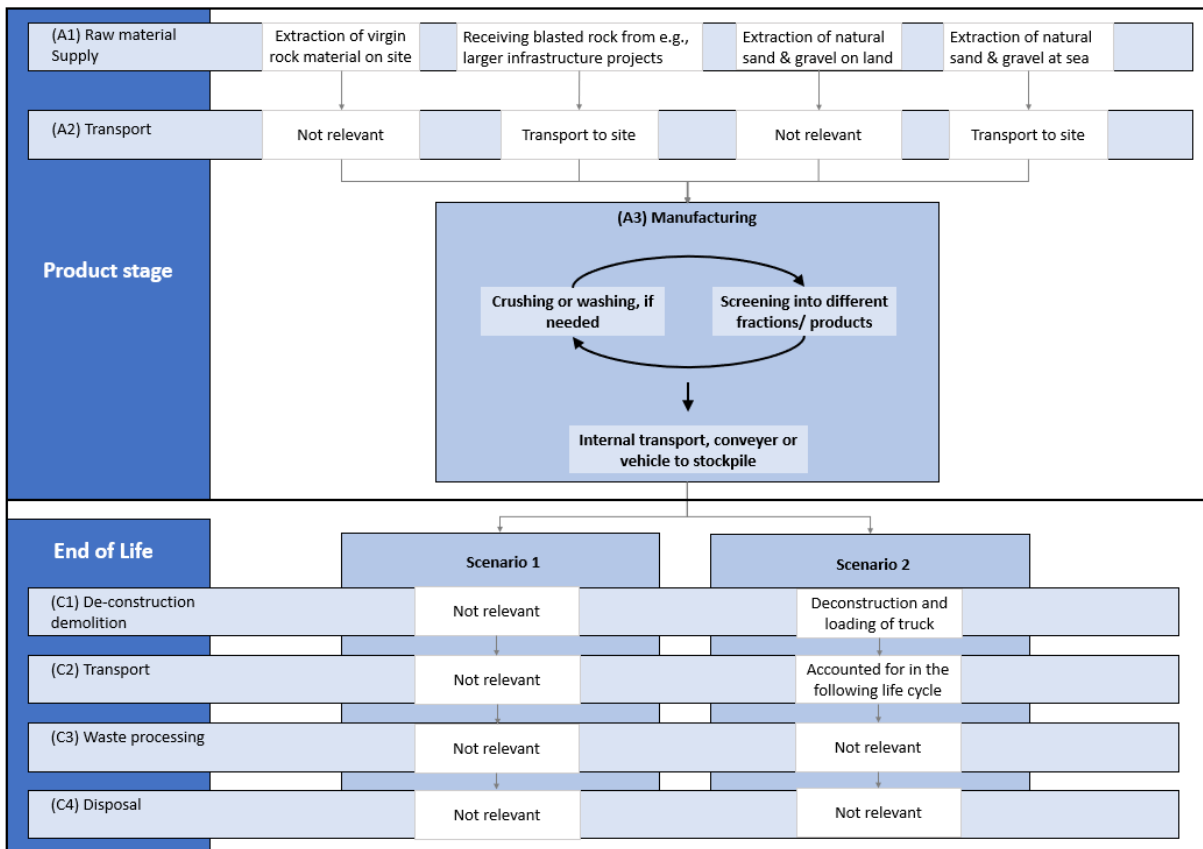 (A1) Raw material
Supply
Extraction of virgin
rock material on site
Receiving blasted rock from e.g.,
larger infrastructure projects
Extraction of natural
sand & gravel on land
Extraction of natural
sand & gravel at sea
(A2) Transport
Not relevant
Transport to site
Not relevant
Transport to site
Product stage
(A3) Manufacturing
Crushing or washing, if
needed
Screening into different
fractions/ products
Internal transport, conveyer or
vehicle to stockpile
End of Life
Scenario 1
Scenario 2
(C1) De-construction
demolition
Not relevant
Deconstruction and
loading of truck
(C2) Transport
Not relevant
Accounted for in the
following life cycle
(C3) Waste processing
Not relevant
Not relevant
(C4) Disposal
Not relevant
Not relevant